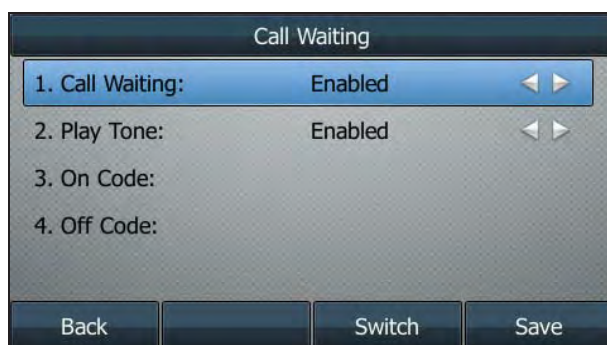 Call Waiting
1. Call Waiting: Enabled
2. Play Tone: Enabled
3. On Code:
4. Off Code:
Back Switch Save